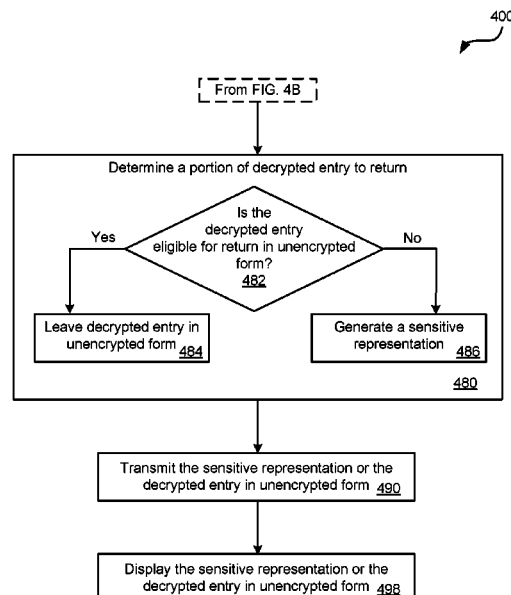 400
From FIG. 4B
Determine a portion of decrypted entry to return
Is the
decrypted entry
eligible for return in unencrypted
form?
482
Yes
No
Leave decrypted entry in
unencrypted form 484
Generate a sensitive
representation 486
480
Transmit the sensitive representation or the
decrypted entry in unencrypted form 490
Display the sensitive representation or the
decrypted entry in unencrypted form 498